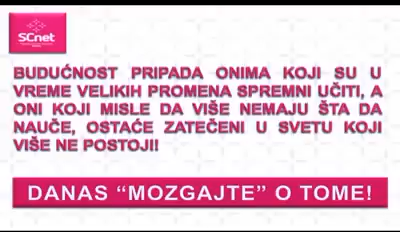 SCnet
BUDUĆNOST PRIPADA ONIMA KOJI SU U
VREME VELIKIH PROMENA SPREMNI UČITI, A
ONI KOJI MISLE DA VIŠE NEMAJU ŠTA DA
NAUČE, OSTAĆE ZATEČENI U SVETU KOJI
VIŠE NE POSTOJI!!
DANAS “MOZGAJTE” O TOME!